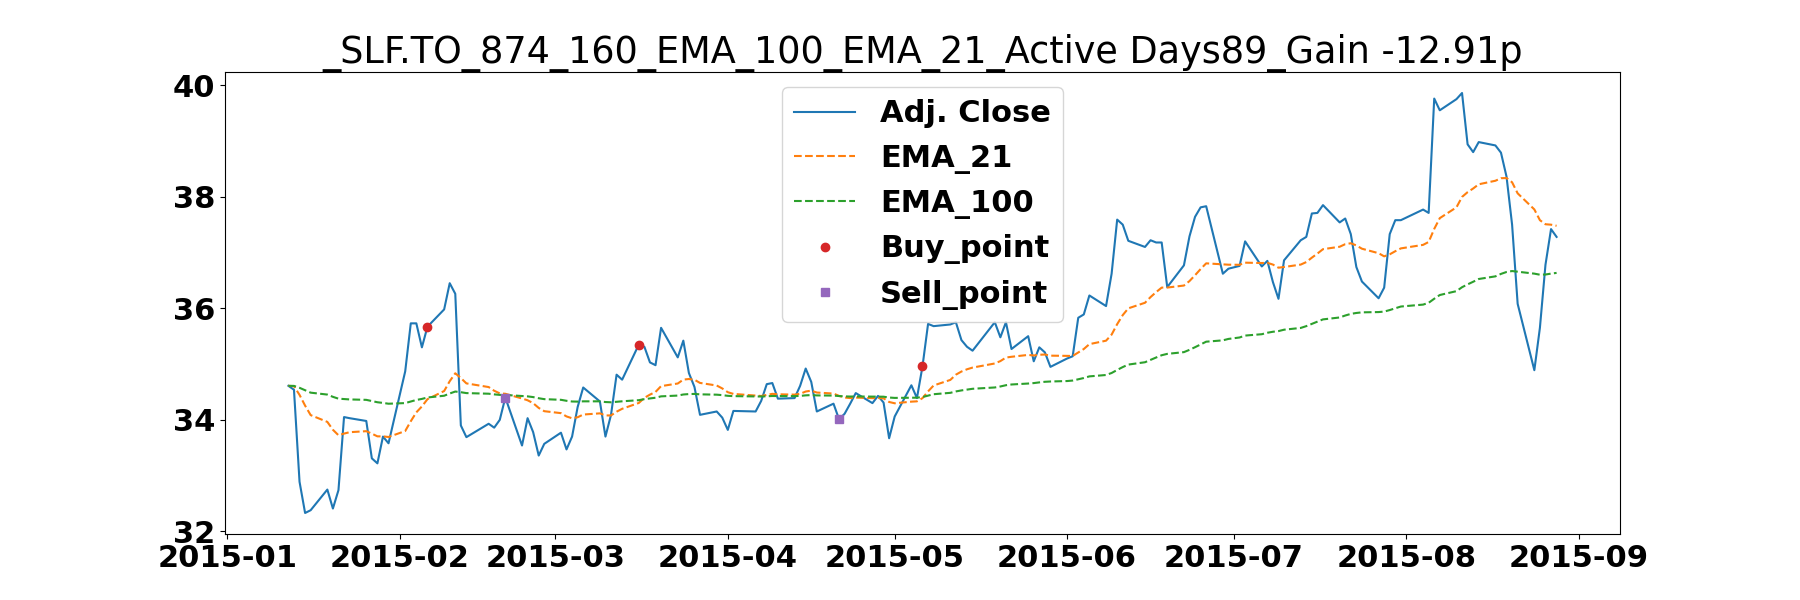 _SLF.TO_874_160_EMA_100_EMA_21_Active Days89_Gain -12.91p
40
38
36
34
32
Adj. Close
EMA_21
EMA_100
Buy_point
Sell_point
2015-01 2015-02 2015-03 2015-04 2015-05 2015-06 2015-07 2015-08 2015-09